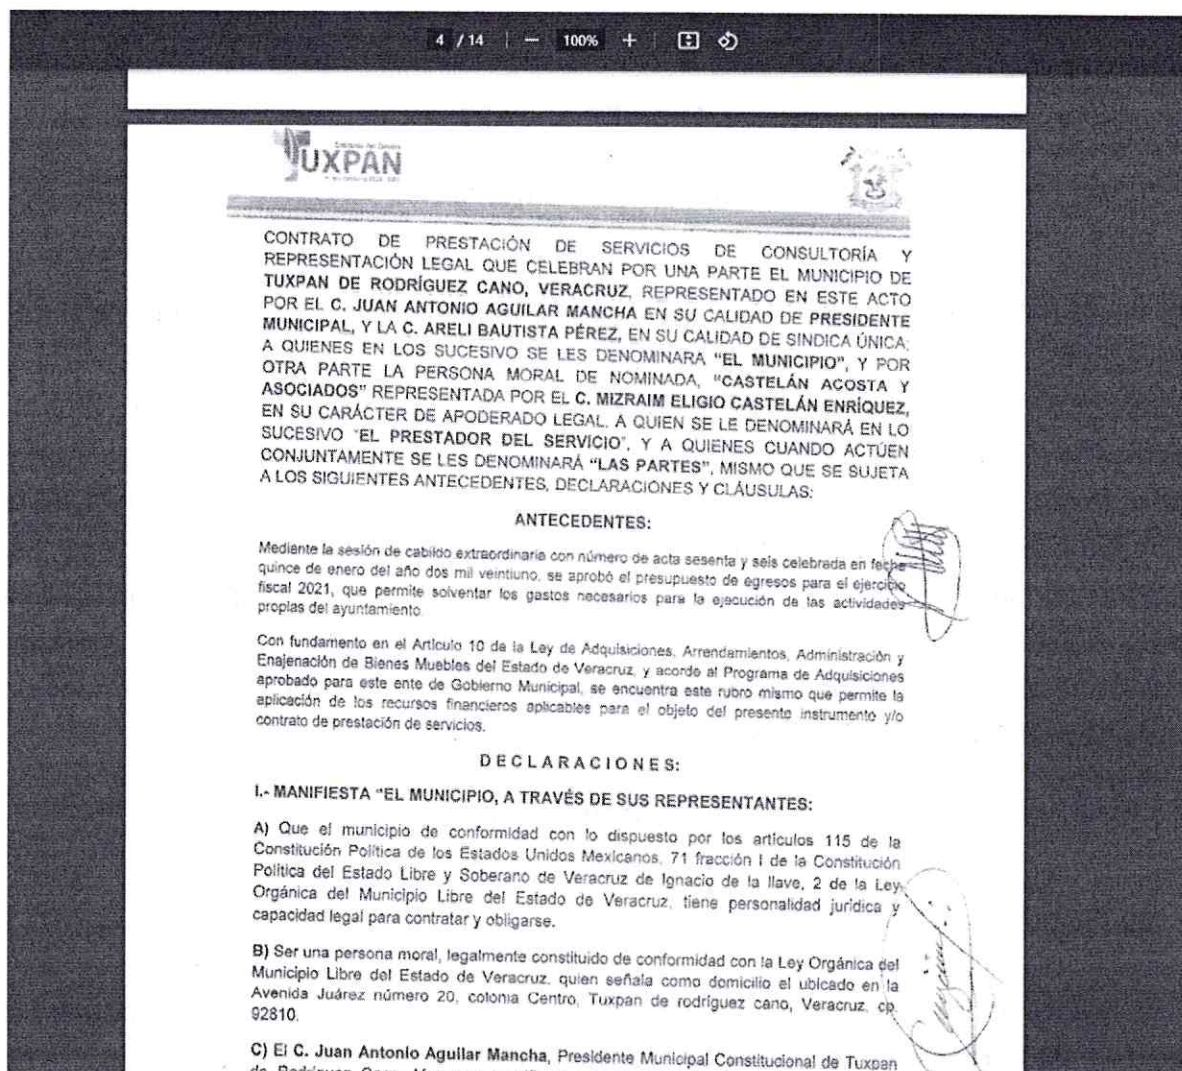 4 / 14 — 100% +
TUXPAN
CONTRATO DE PRESTACIÓN DE SERVICIOS DE CONSULTORÍA Y
REPRESENTACIÓN LEGAL QUE CELEBRAN POR UNA PARTE EL MUNICIPIO DE
TUXPAN DE RODRÍGUEZ CANO, VERACRUZ, REPRESENTADO EN ESTE ACTO
POR EL C. JUAN ANTONIO AGUILAR MANCHA EN SU CALIDAD DE PRESIDENTE
MUNICIPAL, Y LA C. ARELI BAUTISTA PÉREZ, EN SU CALIDAD DE SINDICA ÚNICA;
A QUIENES EN LOS SUCESIVO SE LES DENOMINARA "EL MUNICIPIO", Y POR
OTRA PARTE LA PERSONA MORAL DE NOMINADA, "CASTELÁN ACOSTA Y
ASOCIADOS" REPRESENTADA POR EL C. MIZRAIM ELIGIO CASTELÁN ENRÍQUEZ,
EN SU CARÁCTER DE APODERADO LEGAL, A QUIEN SE LE DENOMINARÁ EN LO
SUCESIVO "EL PRESTADOR DEL SERVICIO", Y A QUIENES CUANDO ACTÚEN
CONJUNTAMENTE SE LES DENOMINARÁ "LAS PARTES", MISMO QUE SE SUJETA
A LOS SIGUIENTES ANTECEDENTES, DECLARACIONES Y CLÁUSULAS:
ANTECEDENTES:
Mediante la sesión de cabildo extraordinaria con número de acta sesenta y seis celebrada en fecha
quince de enero del año dos mil veintiuno, se aprobó el presupuesto de egresos para el ejercicio
fiscal 2021, que permite solventar los gastos necesarios para la ejecución de las actividades
propias del ayuntamiento.
Con fundamento en el Artículo 10 de la Ley de Adquisiciones, Arrendamientos, Administración y
Enajenación de Bienes Muebles del Estado de Veracruz, y acorde al Programa de Adquisiciones
aprobado para este ente de Gobierno Municipal, se encuentra este rubro mismo que permite la
aplicación de los recursos financieros aplicables para el objeto del presente instrumento y/o
contrato de prestación de servicios.
DECLARACIONES:
I.- MANIFIESTA "EL MUNICIPIO, A TRAVÉS DE SUS REPRESENTANTES:
A) Que el municipio de conformidad con lo dispuesto por los artículos 115 de la
Constitución Política de los Estados Unidos Mexicanos, 71 fracción I de la Constitución
Política del Estado Libre y Soberano de Veracruz de Ignacio de la llave, 2 de la Ley
Orgánica del Municipio Libre del Estado de Veracruz, tiene personalidad jurídica y
capacidad legal para contratar y obligarse.
B) Ser una persona moral, legalmente constituido de conformidad con la Ley Orgánica del
Municipio Libre del Estado de Veracruz, quien señala como domicilio el ubicado en la
Avenida Juárez número 20, colonia Centro, Tuxpan de rodríguez cano, Veracruz, cp.
92810.
C) El C. Juan Antonio Aguilar Mancha, Presidente Municipal Constitucional de Tuxpan